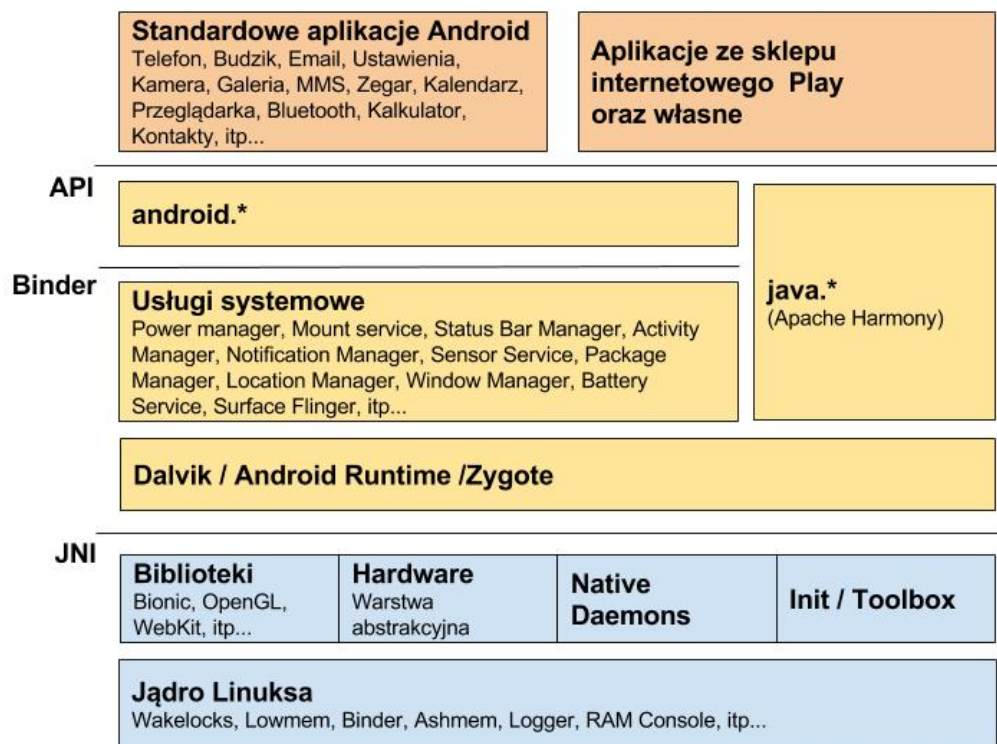 Standardowe aplikacje Android
Telefon, Budzik, Email, Ustawienia,
Kamera, Galeria, MMS, Zegar, Kalendarz,
Przeglądarka, Bluetooth, Kalkulator,
Kontakty, itp...
Aplikacje ze sklepu
internetowego Play
oraz własne
API
android.*
java.*
(Apache Harmony)
Binder
Usługi systemowe
Power manager, Mount service, Status Bar Manager, Activity
Manager, Notification Manager, Sensor Service, Package
Manager, Location Manager, Window Manager, Battery
Service, Surface Flinger, itp...
Dalvik / Android Runtime /Zygote
JNI
Biblioteki
Bionic, OpenGL,
WebKit, itp...
Hardware
Warstwa
abstrakcyjna
Native
Daemons
Init / Toolbox
Jądro Linuksa
Wakelocks, Lowmem, Binder, Ashmem, Logger, RAM Console, itp...